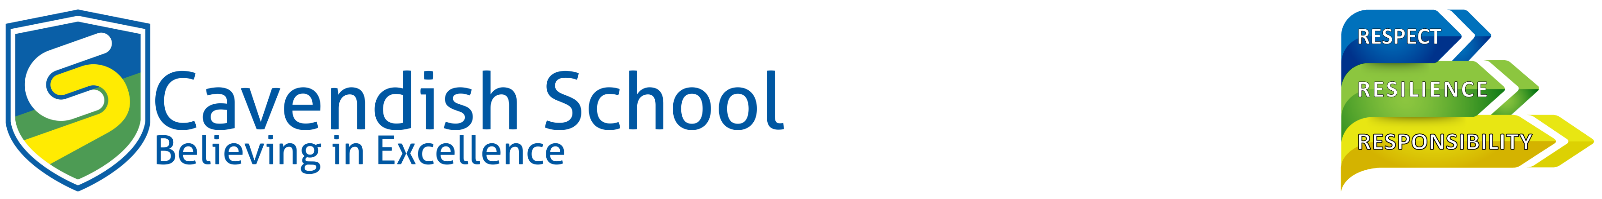 Cavendish School
Believing in Excellence
RESPECT
RESILIENCE
RESPONSIBILITY